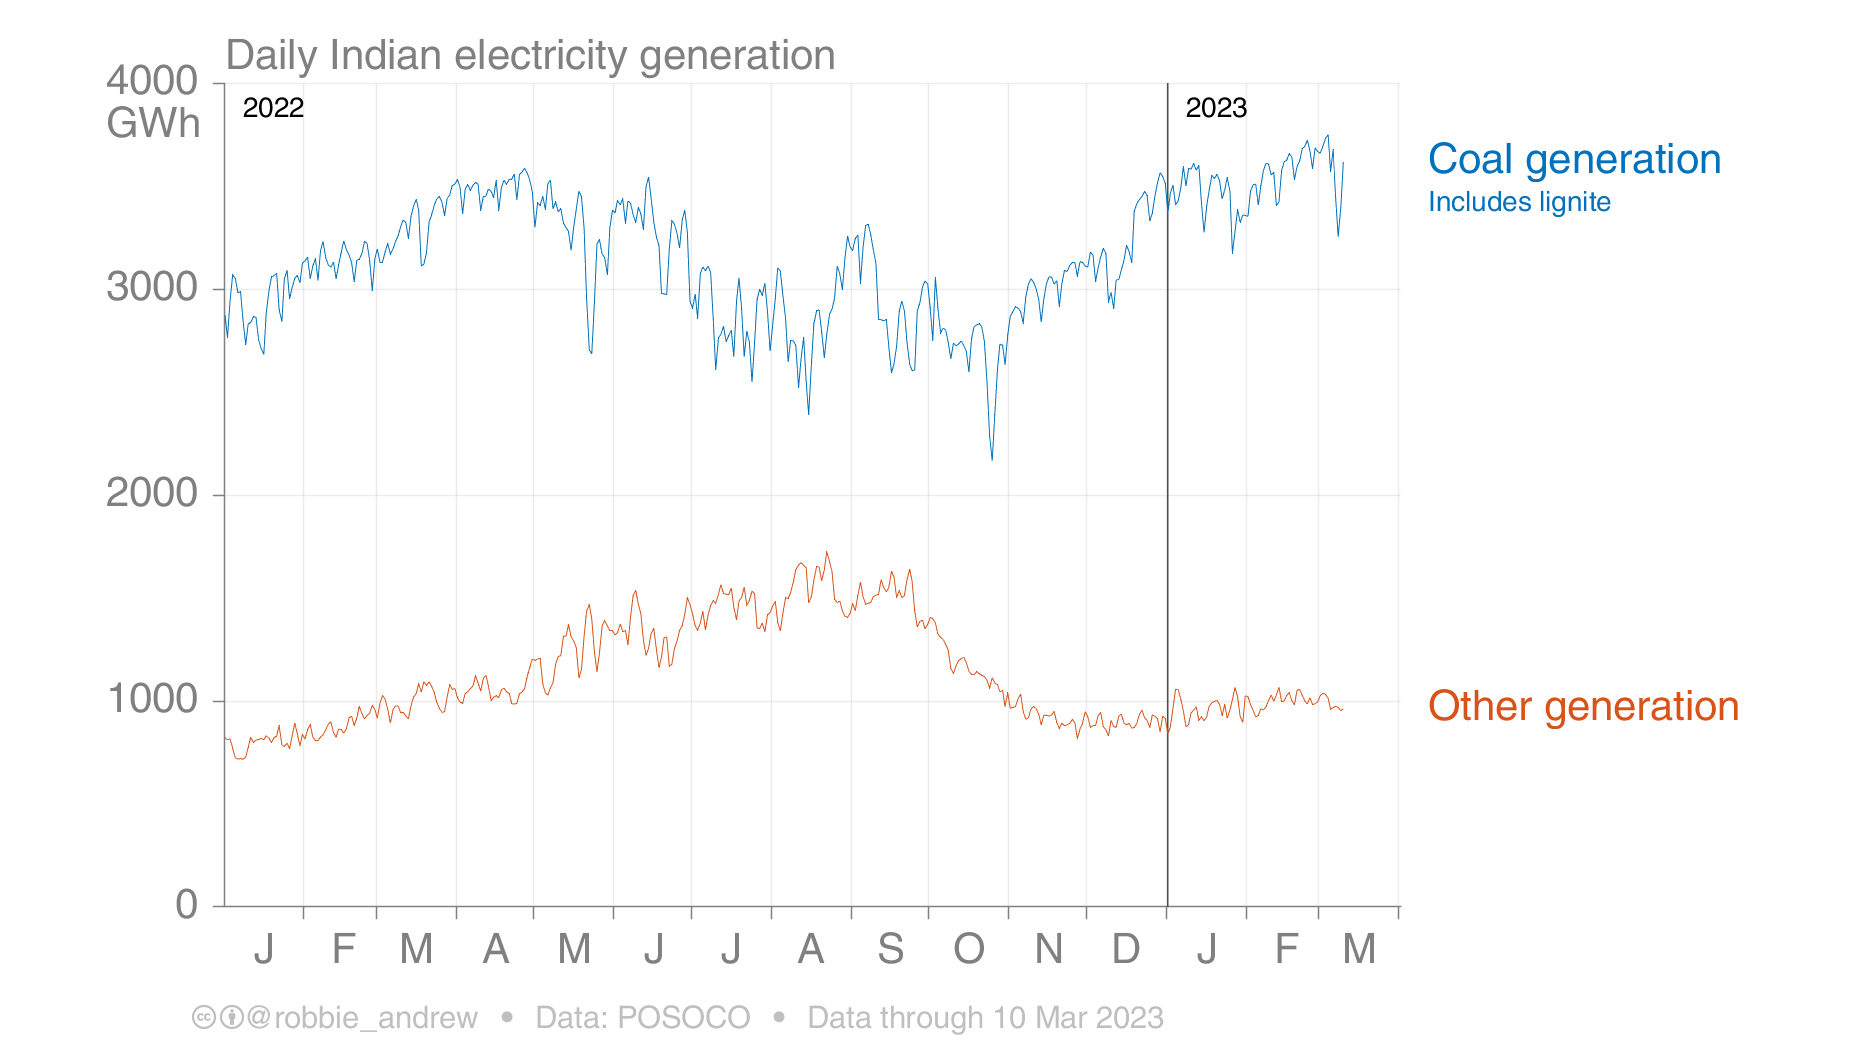 Daily Indian electricity generation
4000
GWh
2022
2023
Coal generation
Includes lignite
3000
2000
1000
Other generation
0
J F M A M J J A S O N D J F M
cc @robbie_andrew • Data: POSOCO • Data through 10 Mar 2023